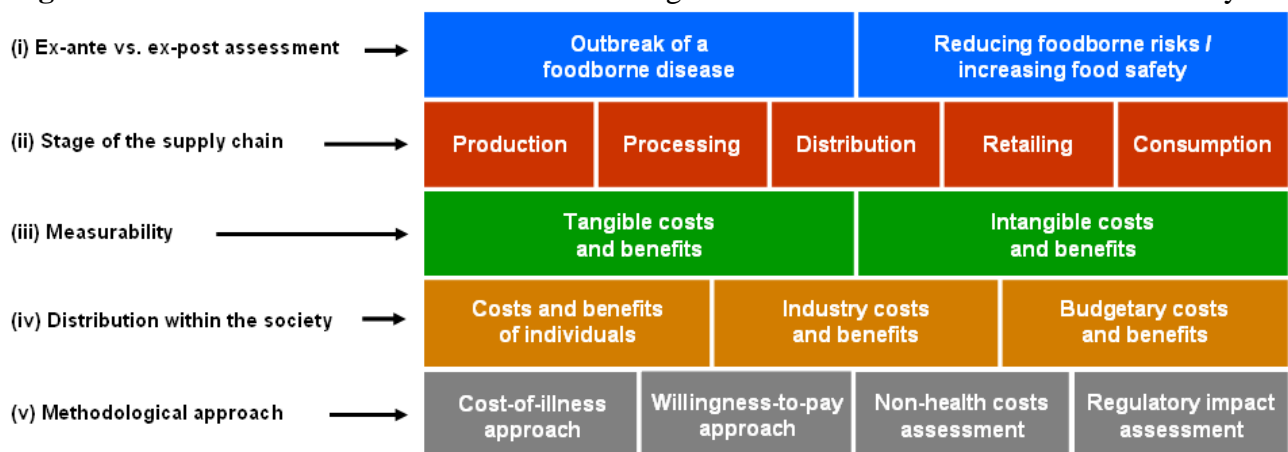 (i) Ex-ante vs. ex-post assessment
Outbreak of a
foodborne disease
Reducing foodborne risks /
increasing food safety
(ii) Stage of the supply chain
Production
Processing
Distribution
Retailing
Consumption
(iii) Measurability
Tangible costs
and benefits
Intangible costs
and benefits
(iv) Distribution within the society
Costs and benefits
of individuals
Industry costs
and benefits
Budgetary costs
and benefits
(v) Methodological approach
Cost-of-illness
approach
Willingness-to-pay
approach
Non-health costs
assessment
Regulatory impact
assessment